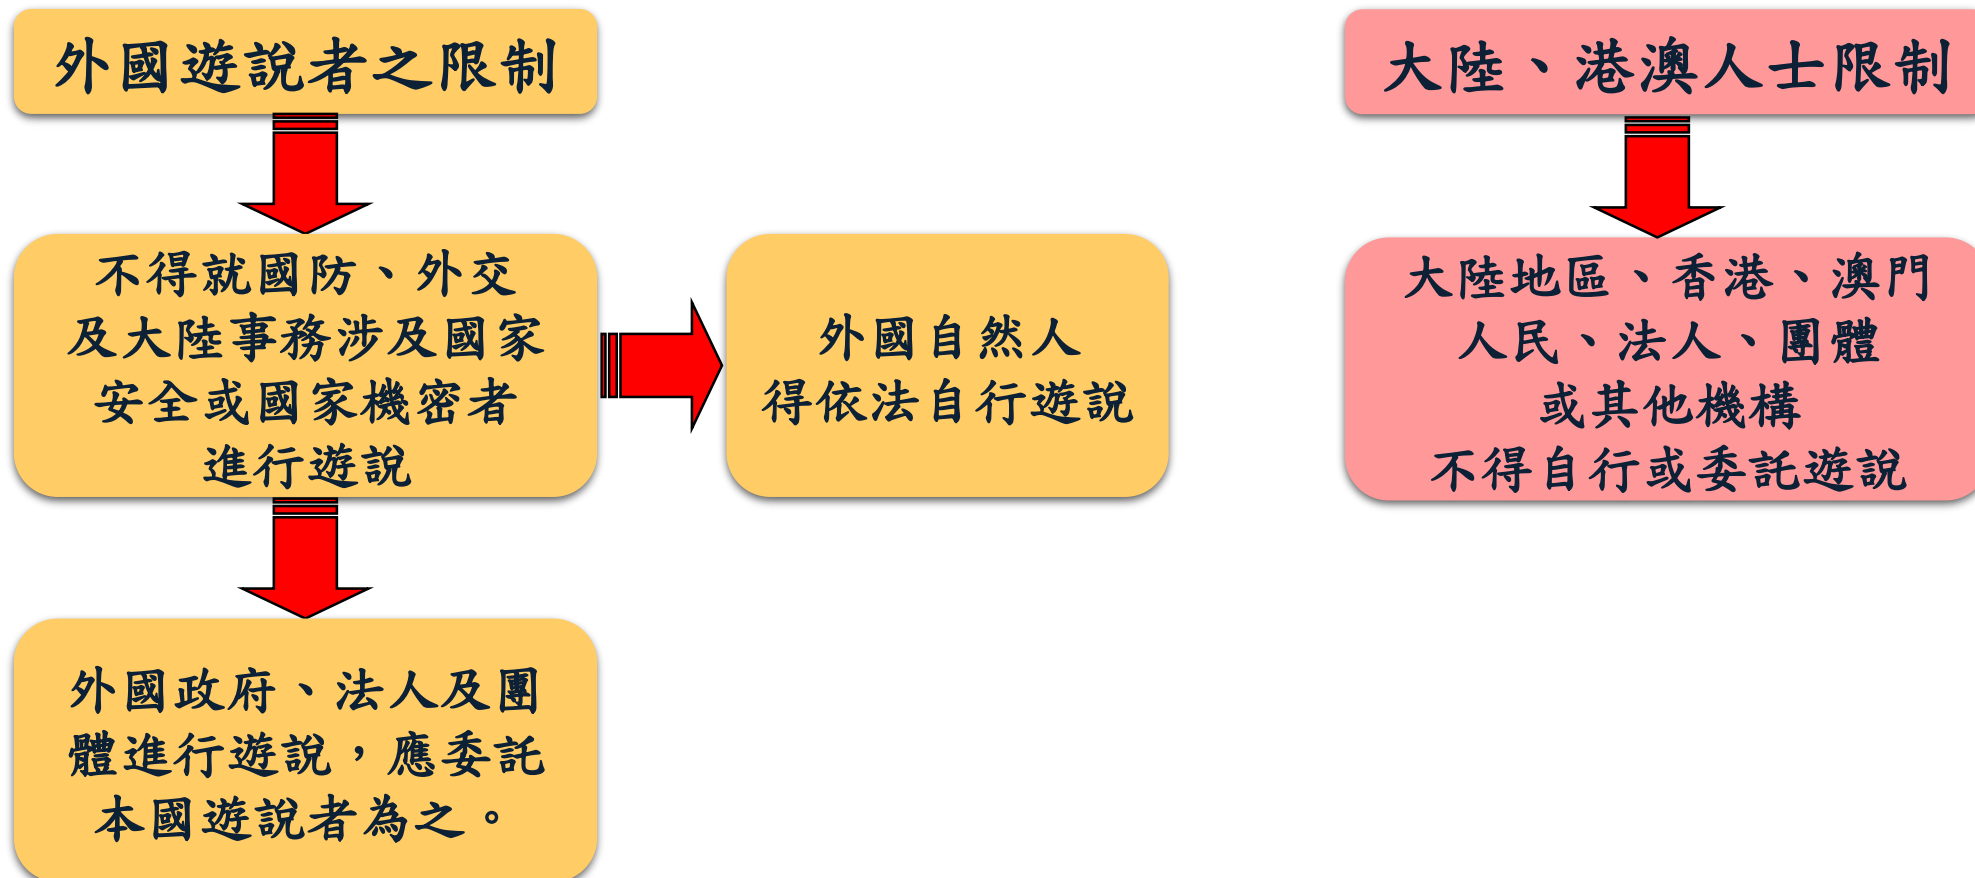 外國遊說者之限制
不得就國防、外交
及大陸事務涉及國家
安全或國家機密者
進行遊說
外國自然人
得依法自行遊說
外國政府、法人及團
體進行遊說，應委託
本國遊說者為之。
大陸、港澳人士限制
大陸地區、香港、澳門
人民、法人、團體
或其他機構
不得自行或委託遊說